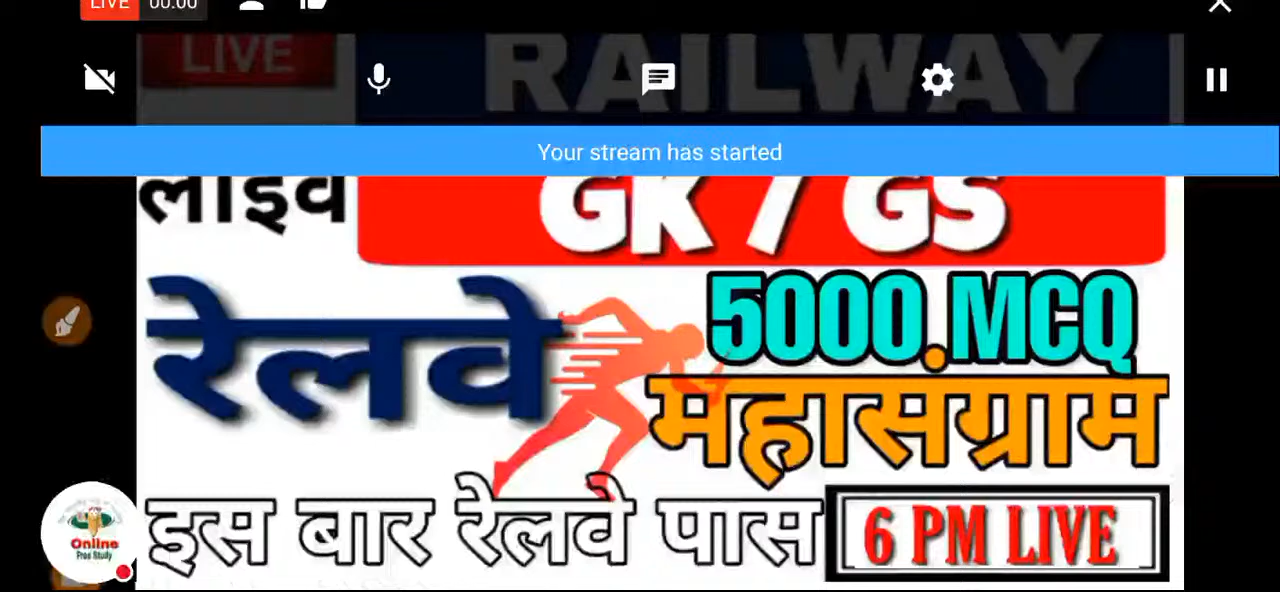 LIVE 00:00
LIVE
RAILWAY
Your stream has started
लाइव
GK / GS
रेलवे
5000 MCQ
महासंग्राम
इस बार रेलवे पास
6 PM LIVE
Online
Free Study